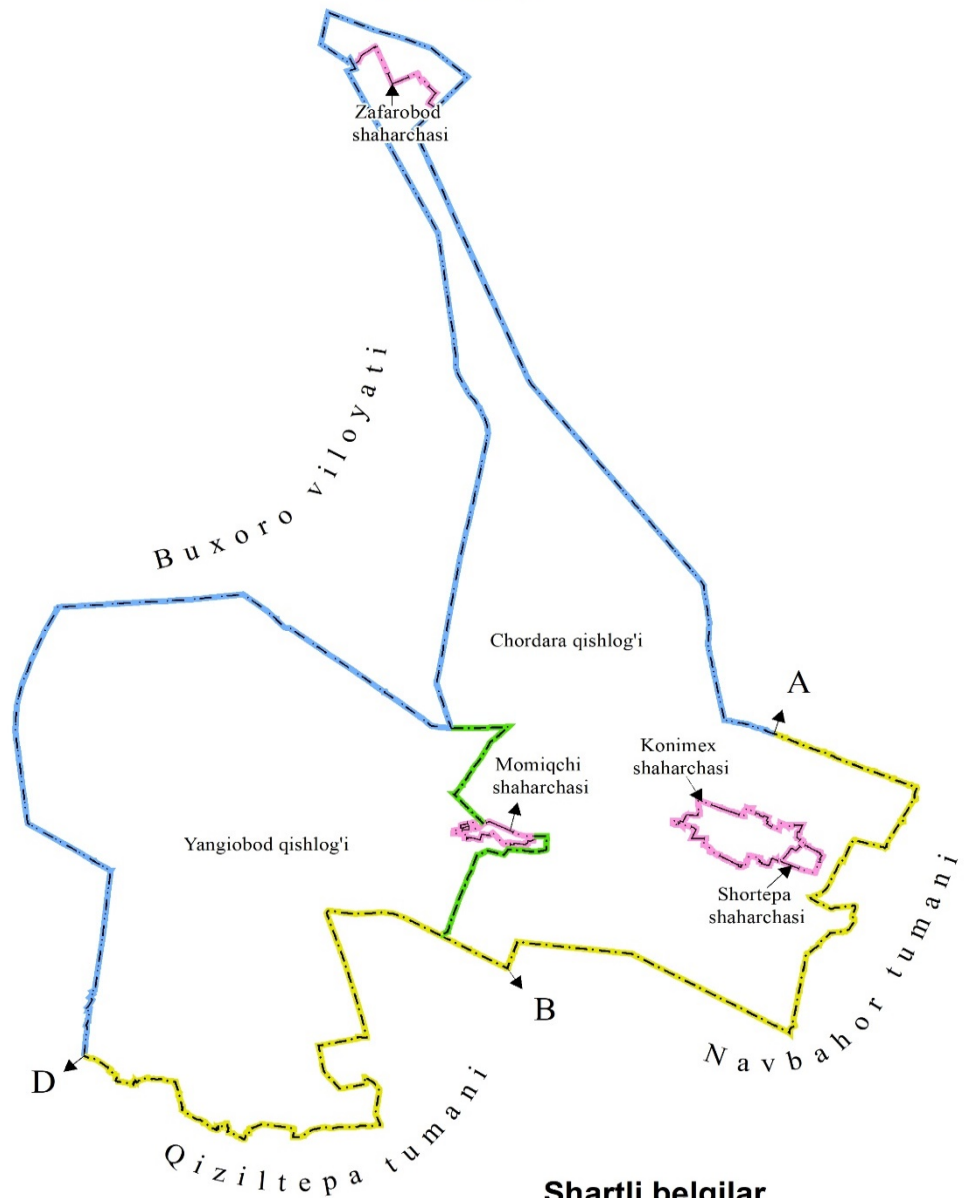 Zafarobod
shaharchasi
Buxoro viloyati
Chordara qishlog'i
A
Konimex
shaharchasi
Momiqchi
shaharchasi
Yangiobod qishlog'i
Shortepa
shaharchasi
B
Navbahor tumani
D
Qiziltepa tumani
Shartli belgilar